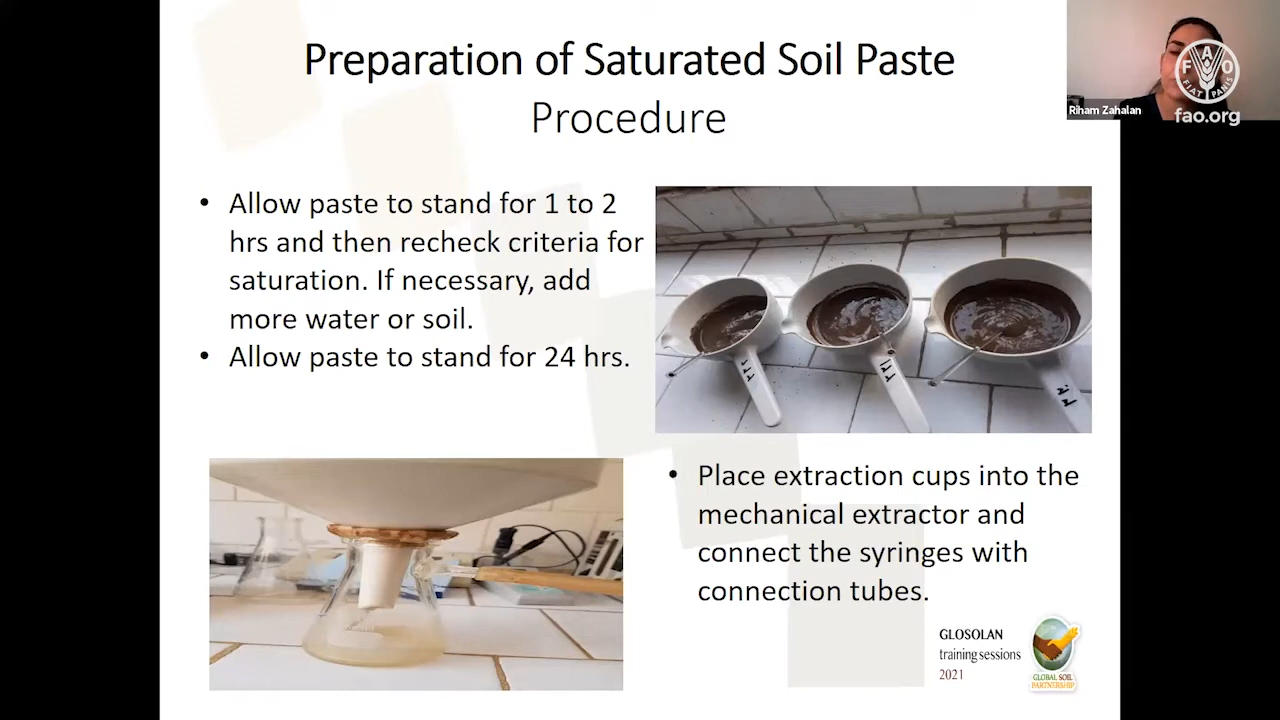 Preparation of Saturated Soil Paste
Procedure
Riham Zahalan
FAO
FIAT PANIS
fao.org
• Allow paste to stand for 1 to 2
hrs and then recheck criteria for
saturation. If necessary, add
more water or soil.
• Allow paste to stand for 24 hrs.
• Place extraction cups into the
mechanical extractor and
connect the syringes with
connection tubes.
GLOSOLAN
training sessions
2021
GLOBAL SOIL
PARTNERSHIP